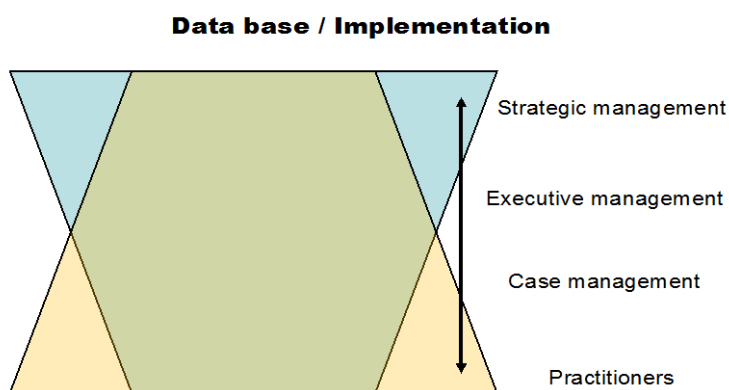 Data base / Implementation
Strategic management
Executive management
Case management
Practitioners